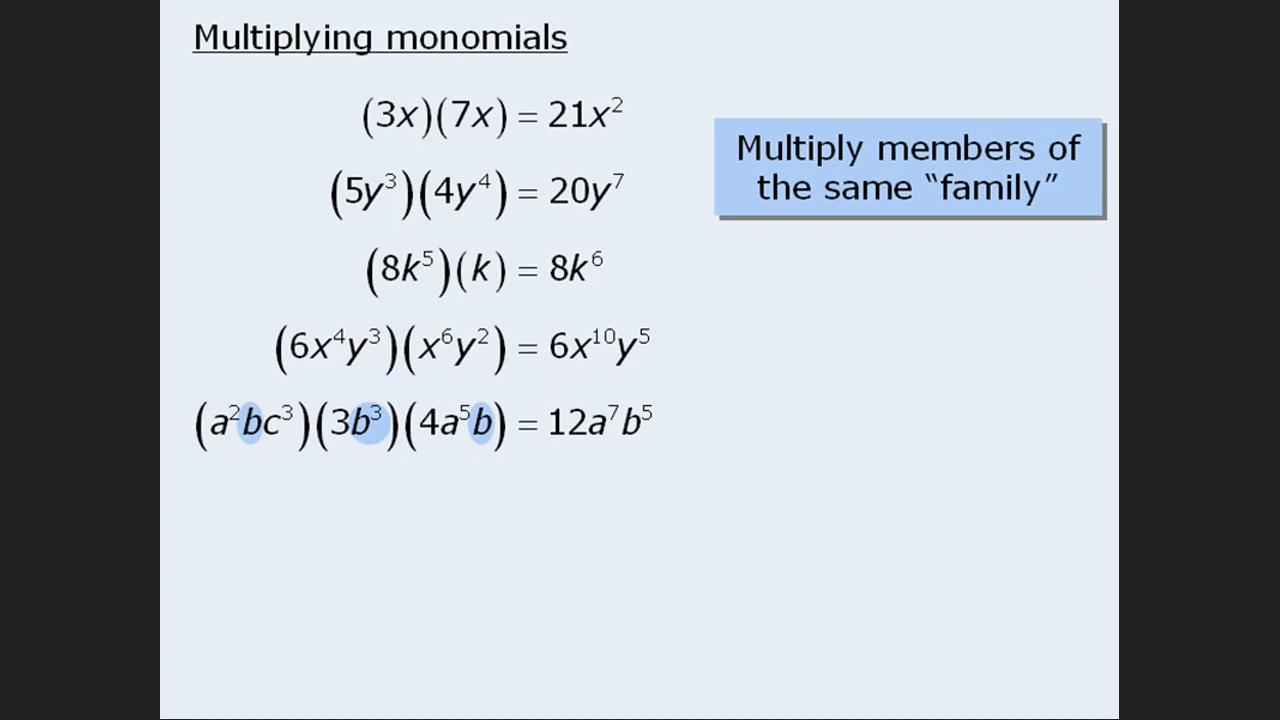 Multiplying monomials
(3x)(7x) = 21x²
Multiply members of
the same “family”
(5y³)(4y⁴) = 20y⁷
(8k⁵)(k) = 8k⁶
(6x⁴y³)(x⁶y²) = 6x¹⁰y⁵
(a²bc³)(3b³)(4a⁵b) = 12a⁷b⁵